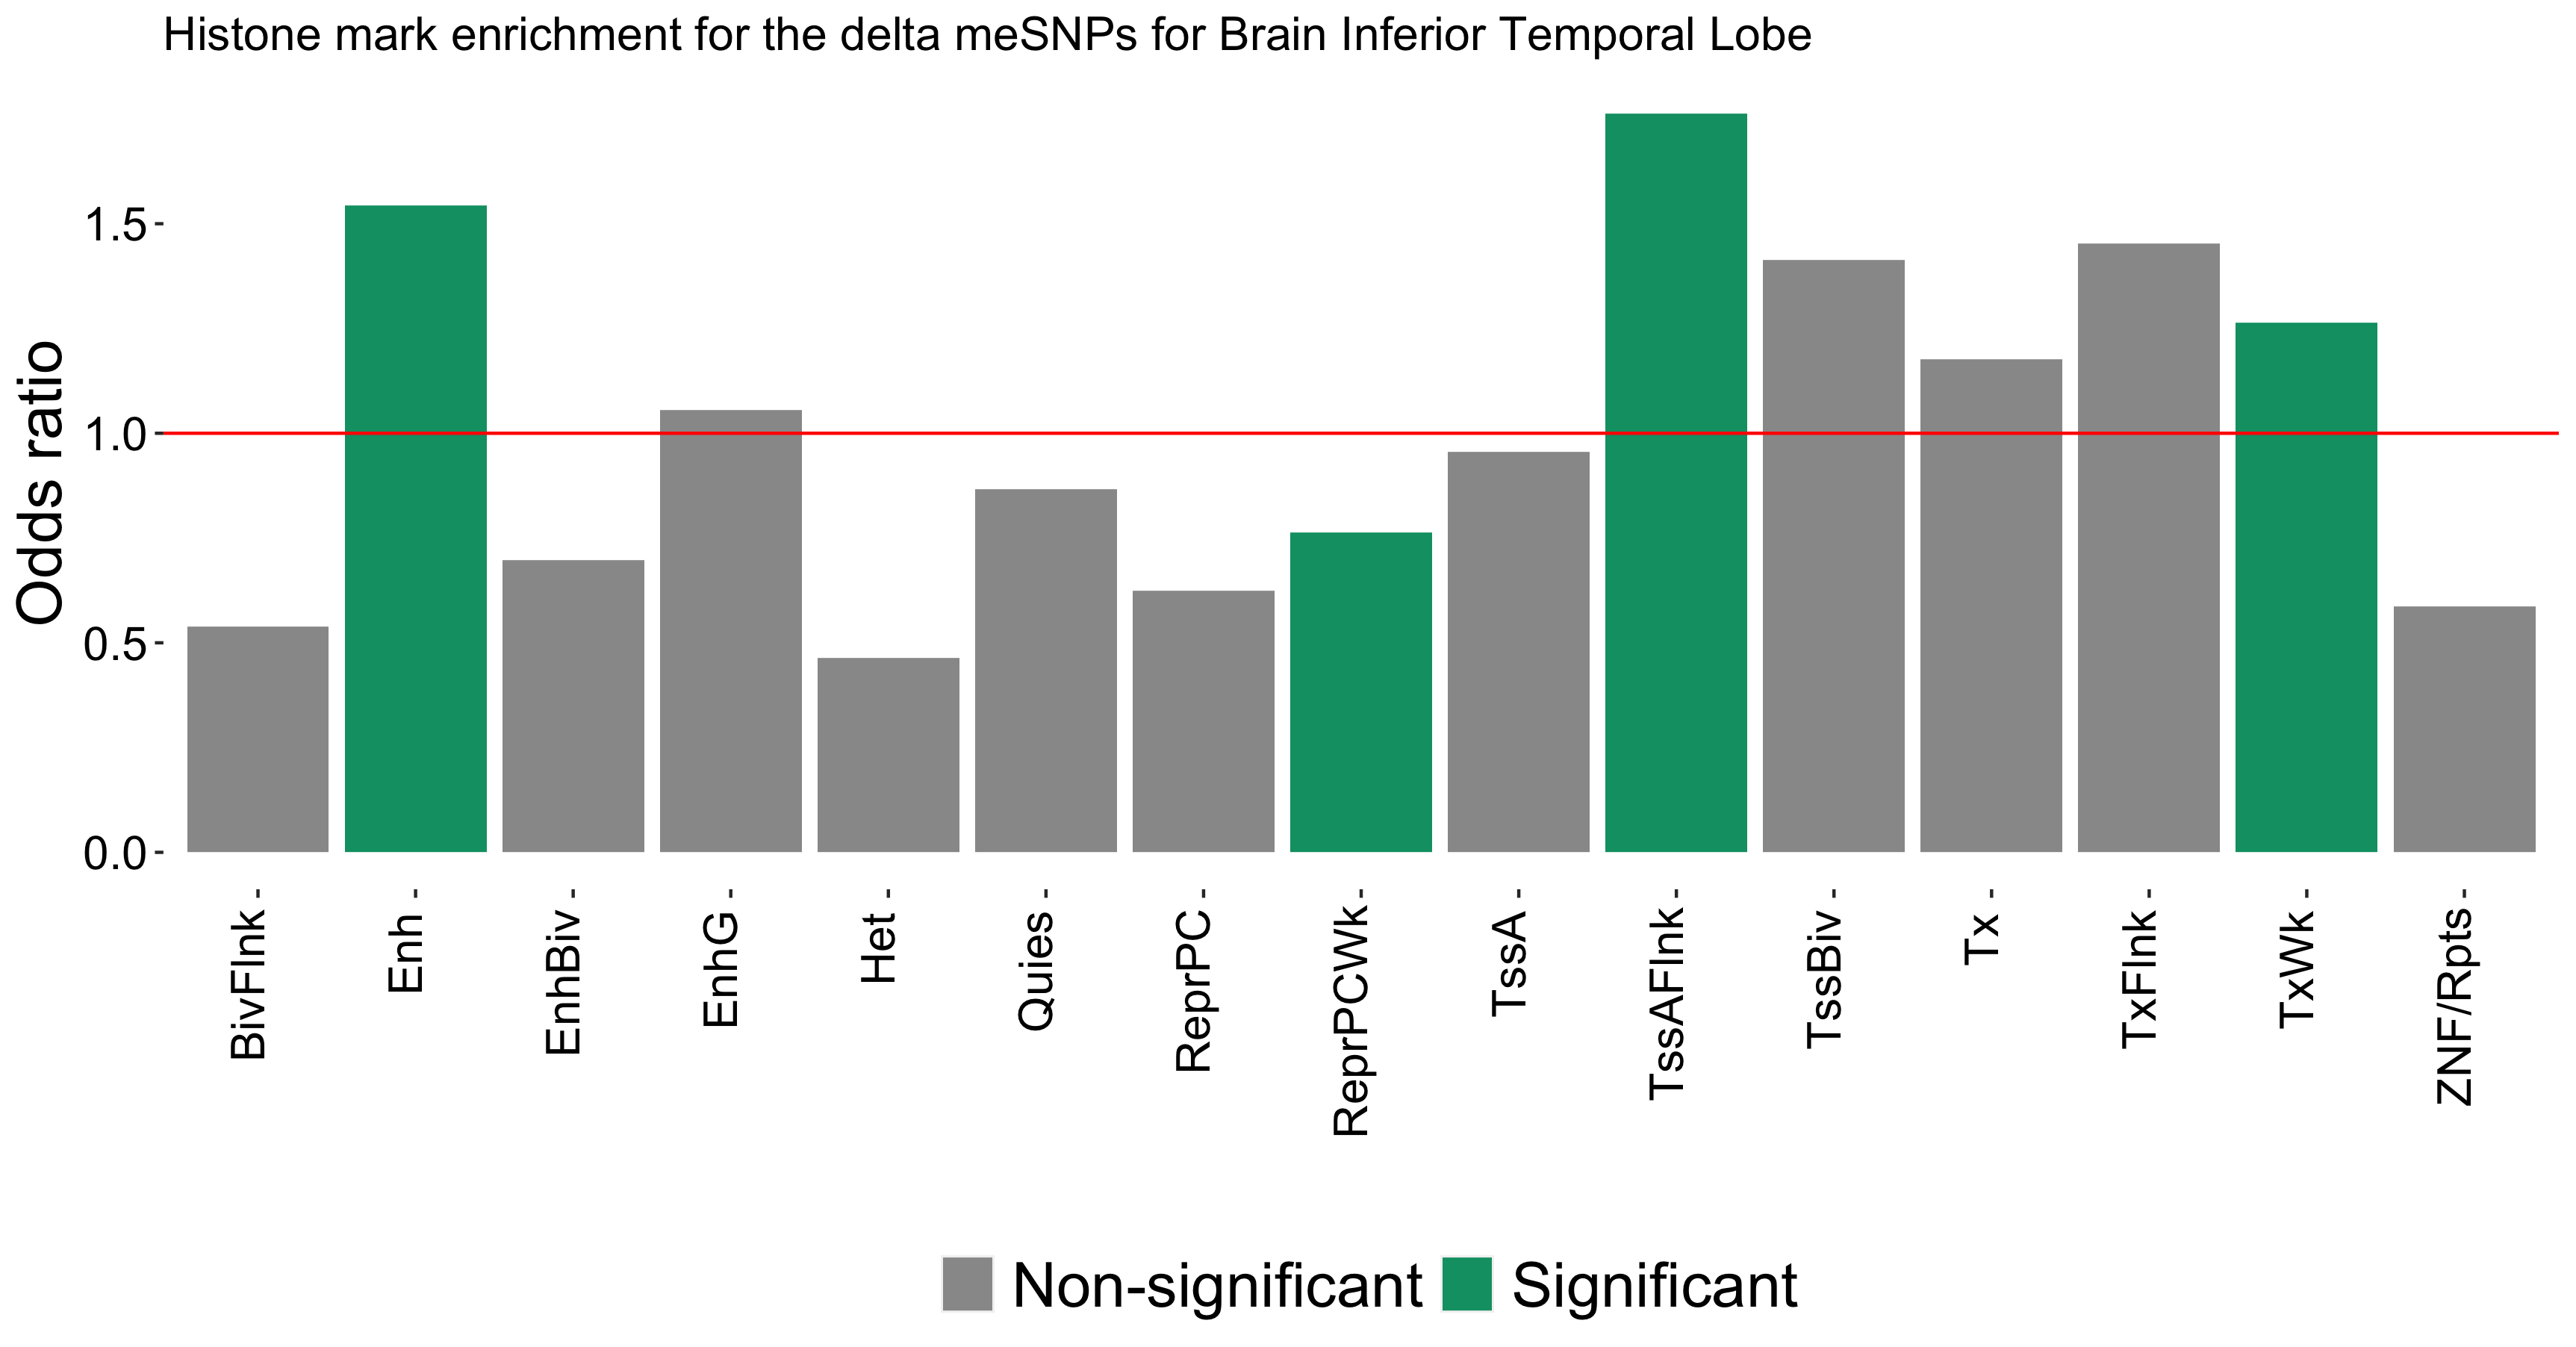 Histone mark enrichment for the delta meSNPs for Brain Inferior Temporal Lobe
Odds ratio
1.5
1.0
0.5
0.0
BivFlnk
Enh
EnhBiv
EnhG
Het
Quies
ReprPC
ReprPCWk
TssA
TssAFlnk
TssBiv
Tx
TxFlnk
TxWk
ZNF/Rpts
Non-significant
Significant